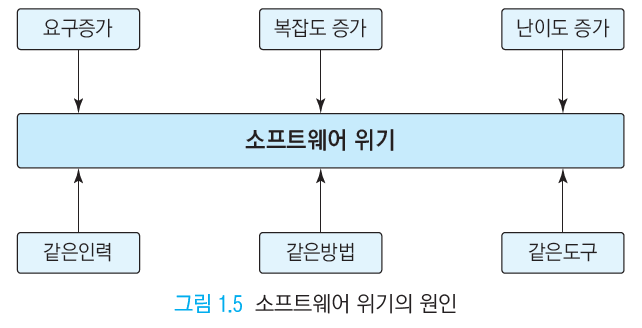 요구증가
복잡도 증가
난이도 증가
소프트웨어 위기
같은인력
같은방법
같은도구
그림 1.5 소프트웨어 위기의 원인